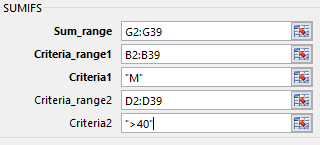 SUMIFS
Sum_range G2:G39
Criteria_range1 B2:B39
Criteria1 "M"
Criteria_range2 D2:D39
Criteria2 ">40"